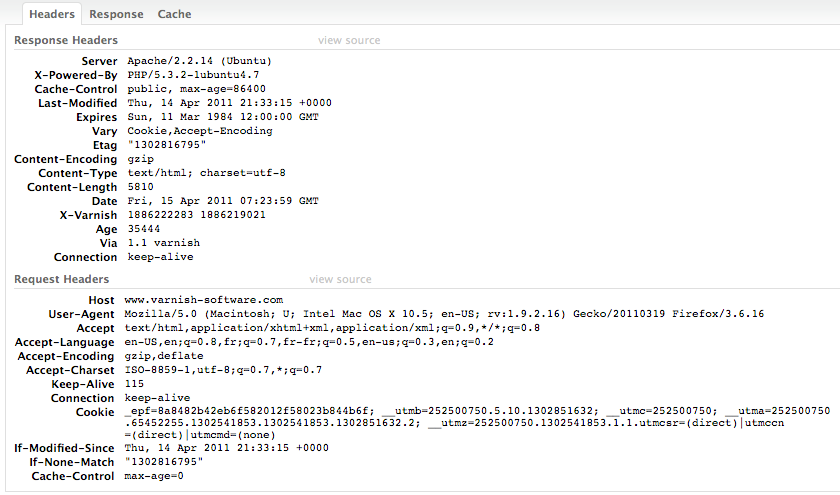 Headers Response Cache
Response Headers view source
Server Apache/2.2.14 (Ubuntu)
X-Powered-By PHP/5.3.2-1ubuntu4.7
Cache-Control public, max-age=86400
Last-Modified Thu, 14 Apr 2011 21:33:15 +0000
Expires Sun, 11 Mar 1984 12:00:00 GMT
Vary Cookie,Accept-Encoding
Etag "1302816795"
Content-Encoding gzip
Content-Type text/html; charset=utf-8
Content-Length 5810
Date Fri, 15 Apr 2011 07:23:59 GMT
X-Varnish 1886222283 1886219021
Age 35444
Via 1.1 varnish
Connection keep-alive
Request Headers view source
Host www.varnish-software.com
User-Agent Mozilla/5.0 (Macintosh; U; Intel Mac OS X 10.5; en-US; rv:1.9.2.16) Gecko/20110319 Firefox/3.6.16
Accept text/html,application/xhtml+xml,application/xml;q=0.9,*/*;q=0.8
Accept-Language en-US,en;q=0.8,fr;q=0.7,fr-fr;q=0.5,en-us;q=0.3,en;q=0.2
Accept-Encoding gzip,deflate
Accept-Charset ISO-8859-1,utf-8;q=0.7,*;q=0.7
Keep-Alive 115
Connection keep-alive
Cookie _epf=8a8482b42eb6f582012f58023b844b6f; __utmb=252500750.5.10.1302851632; __utmc=252500750; __utma=252500750
.65452255.1302541853.1302541853.1302851632.2; __utmz=252500750.1302541853.1.1.utmcsr=(direct)|utmccn
=(direct)|utmcmd=(none)
If-Modified-Since Thu, 14 Apr 2011 21:33:15 +0000
If-None-Match "1302816795"
Cache-Control max-age=0